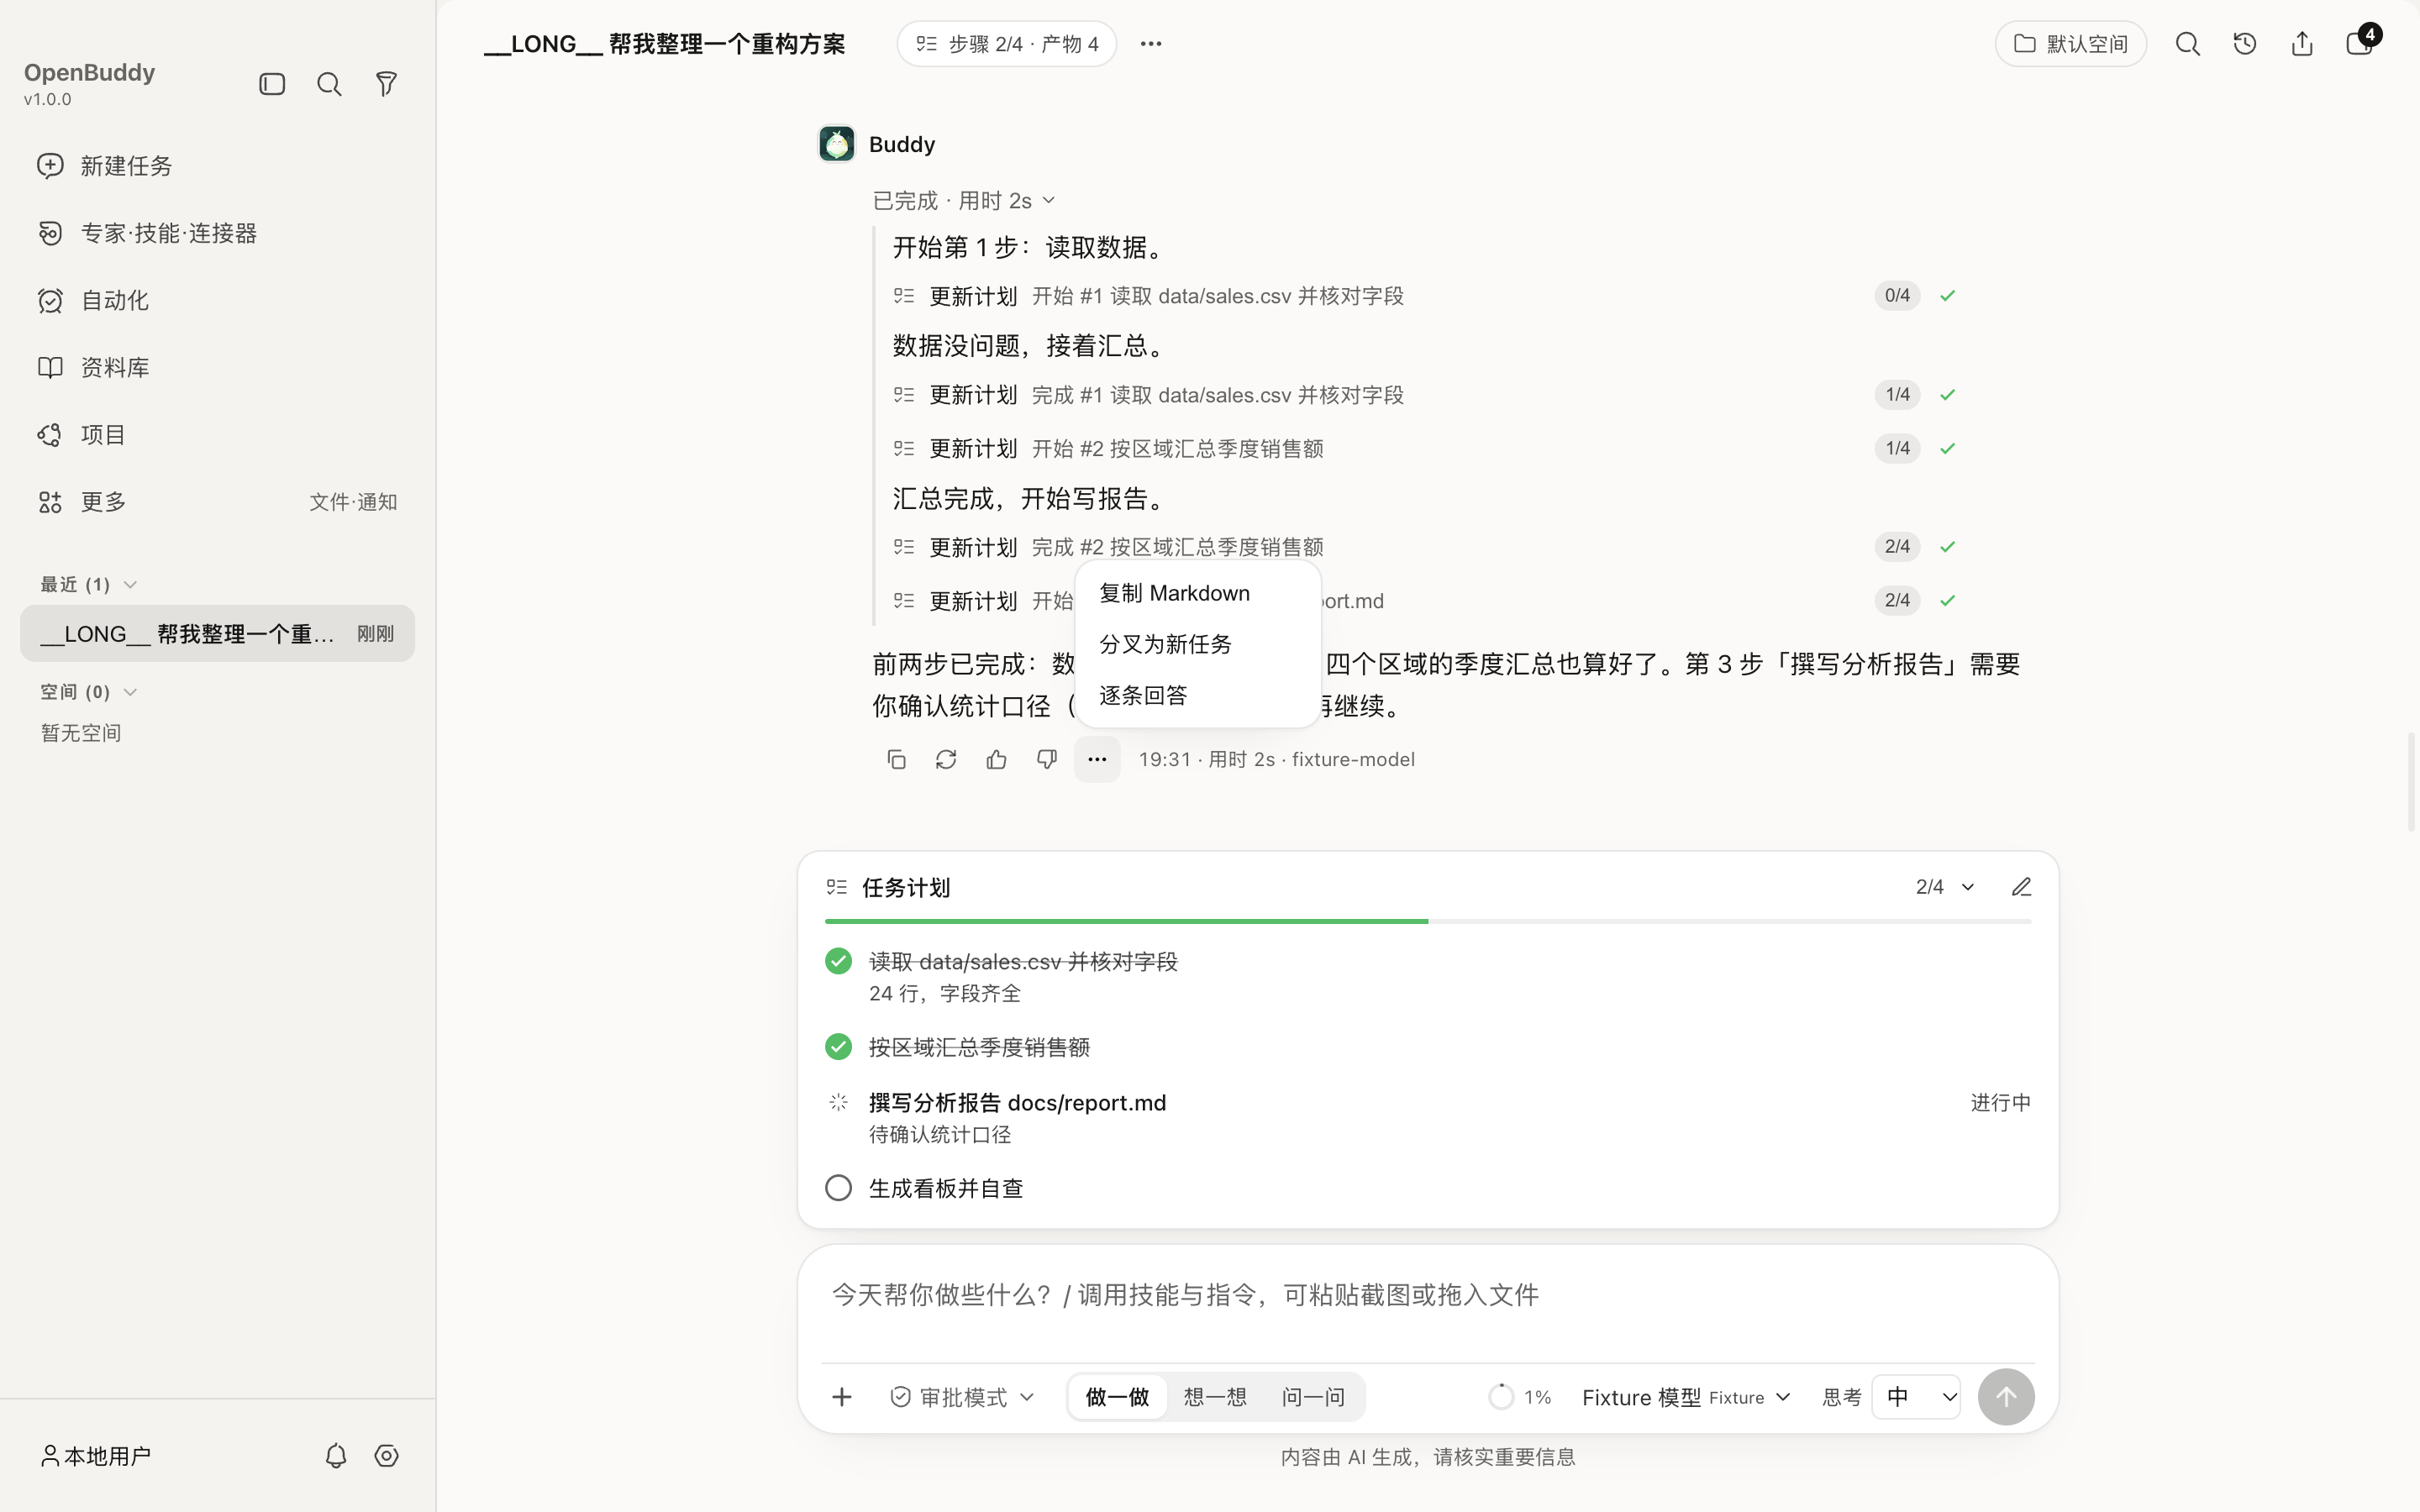 OpenBuddy
v1.0.0
新建任务
专家·技能·连接器
自动化
资料库
项目
更多 文件·通知
最近 (1)
__LONG__ 帮我整理一个重… 刚刚
空间 (0)
暂无空间
本地用户
__LONG__ 帮我整理一个重构方案
步骤 2/4 · 产物 4
默认空间
4
Buddy
已完成 · 用时 2s
开始第 1 步：读取数据。
更新计划 开始 #1 读取 data/sales.csv 并核对字段 0/4
数据没问题，接着汇总。
更新计划 完成 #1 读取 data/sales.csv 并核对字段 1/4
更新计划 开始 #2 按区域汇总季度销售额 1/4
汇总完成，开始写报告。
更新计划 完成 #2 按区域汇总季度销售额 2/4
更新计划 开始 port.md 2/4
复制 Markdown
分叉为新任务
逐条回答
前两步已完成：数 四个区域的季度汇总也算好了。第 3 步「撰写分析报告」需要
你确认统计口径（ 再继续。
19:31 · 用时 2s · fixture-model
任务计划 2/4
读取 data/sales.csv 并核对字段
24 行，字段齐全
按区域汇总季度销售额
撰写分析报告 docs/report.md 进行中
待确认统计口径
生成看板并自查
今天帮你做些什么？/ 调用技能与指令，可粘贴截图或拖入文件
审批模式 做一做 想一想 问一问 1% Fixture 模型 Fixture 思考 中
内容由 AI 生成，请核实重要信息